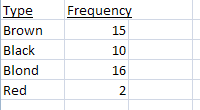 Type Frequency
Brown 15
Black 10
Blond 16
Red 2